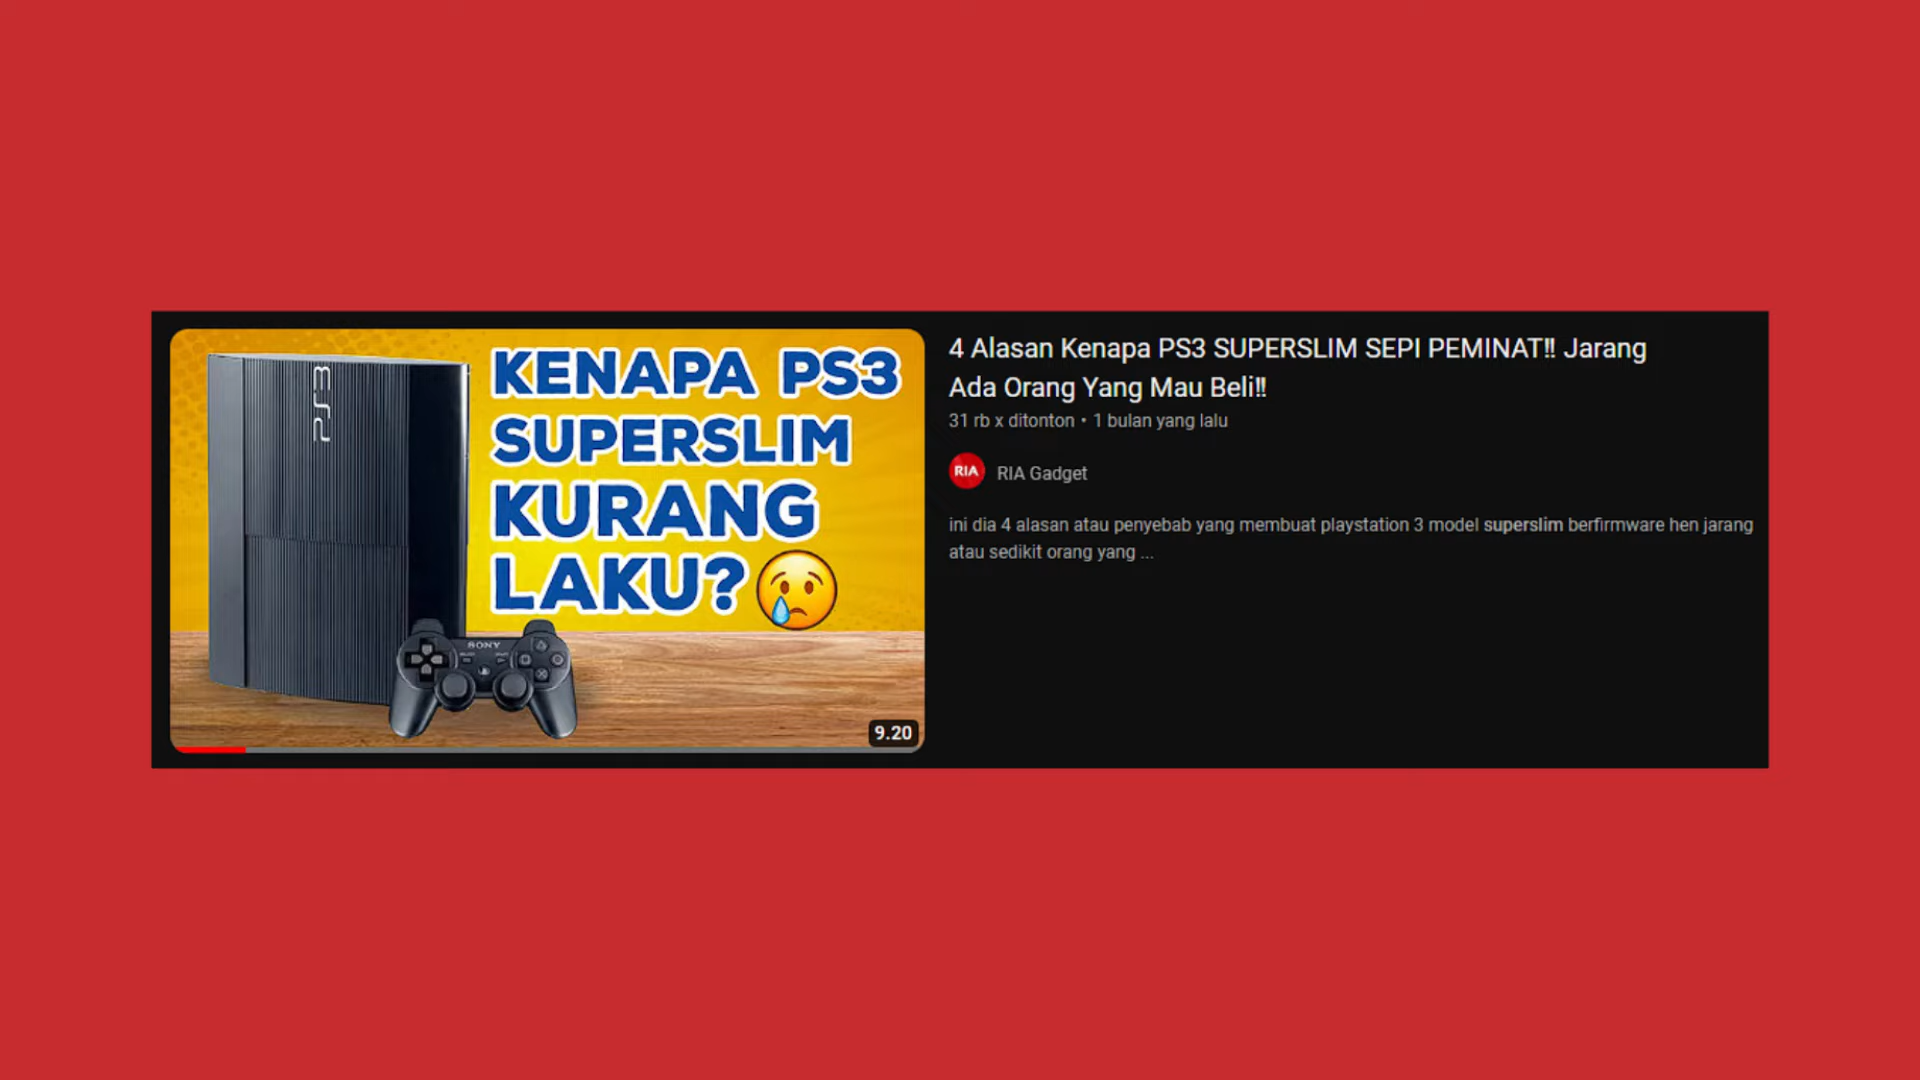 PS3
KENAPA PS3
SUPERSLIM
KURANG
LAKU?
SONY
9.20
4 Alasan Kenapa PS3 SUPERSLIM SEPI PEMINAT!! Jarang
Ada Orang Yang Mau Beli!!
31 rb x ditonton • 1 bulan yang lalu
RIA
RIA Gadget
ini dia 4 alasan atau penyebab yang membuat playstation 3 model superslim berfirmware hen jarang
atau sedikit orang yang ...